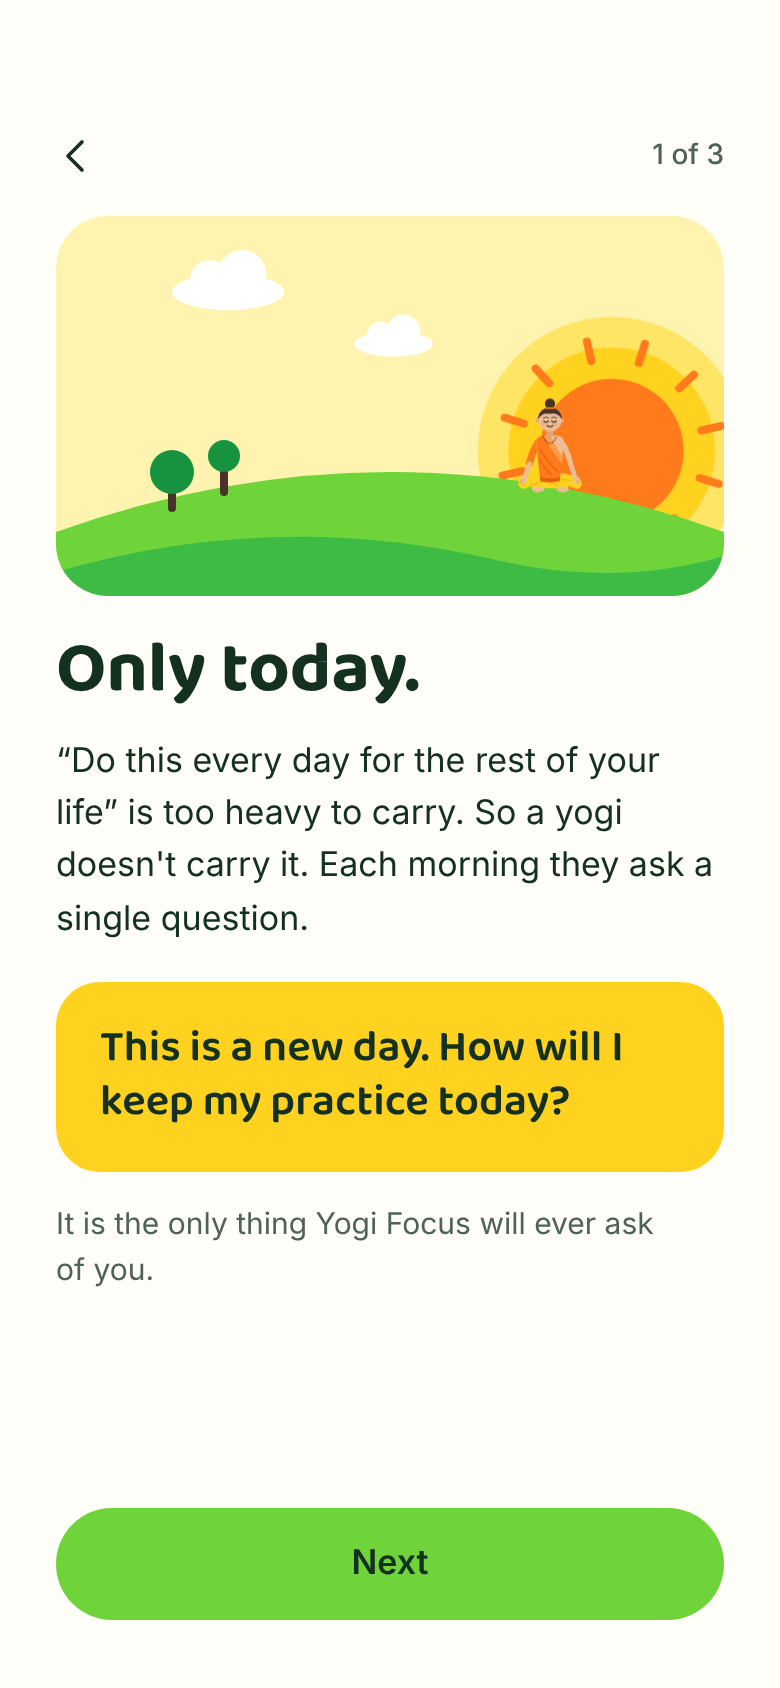 1 of 3
Only today.
“Do this every day for the rest of your
life” is too heavy to carry. So a yogi
doesn't carry it. Each morning they ask a
single question.
This is a new day. How will I
keep my practice today?
It is the only thing Yogi Focus will ever ask
of you.
Next